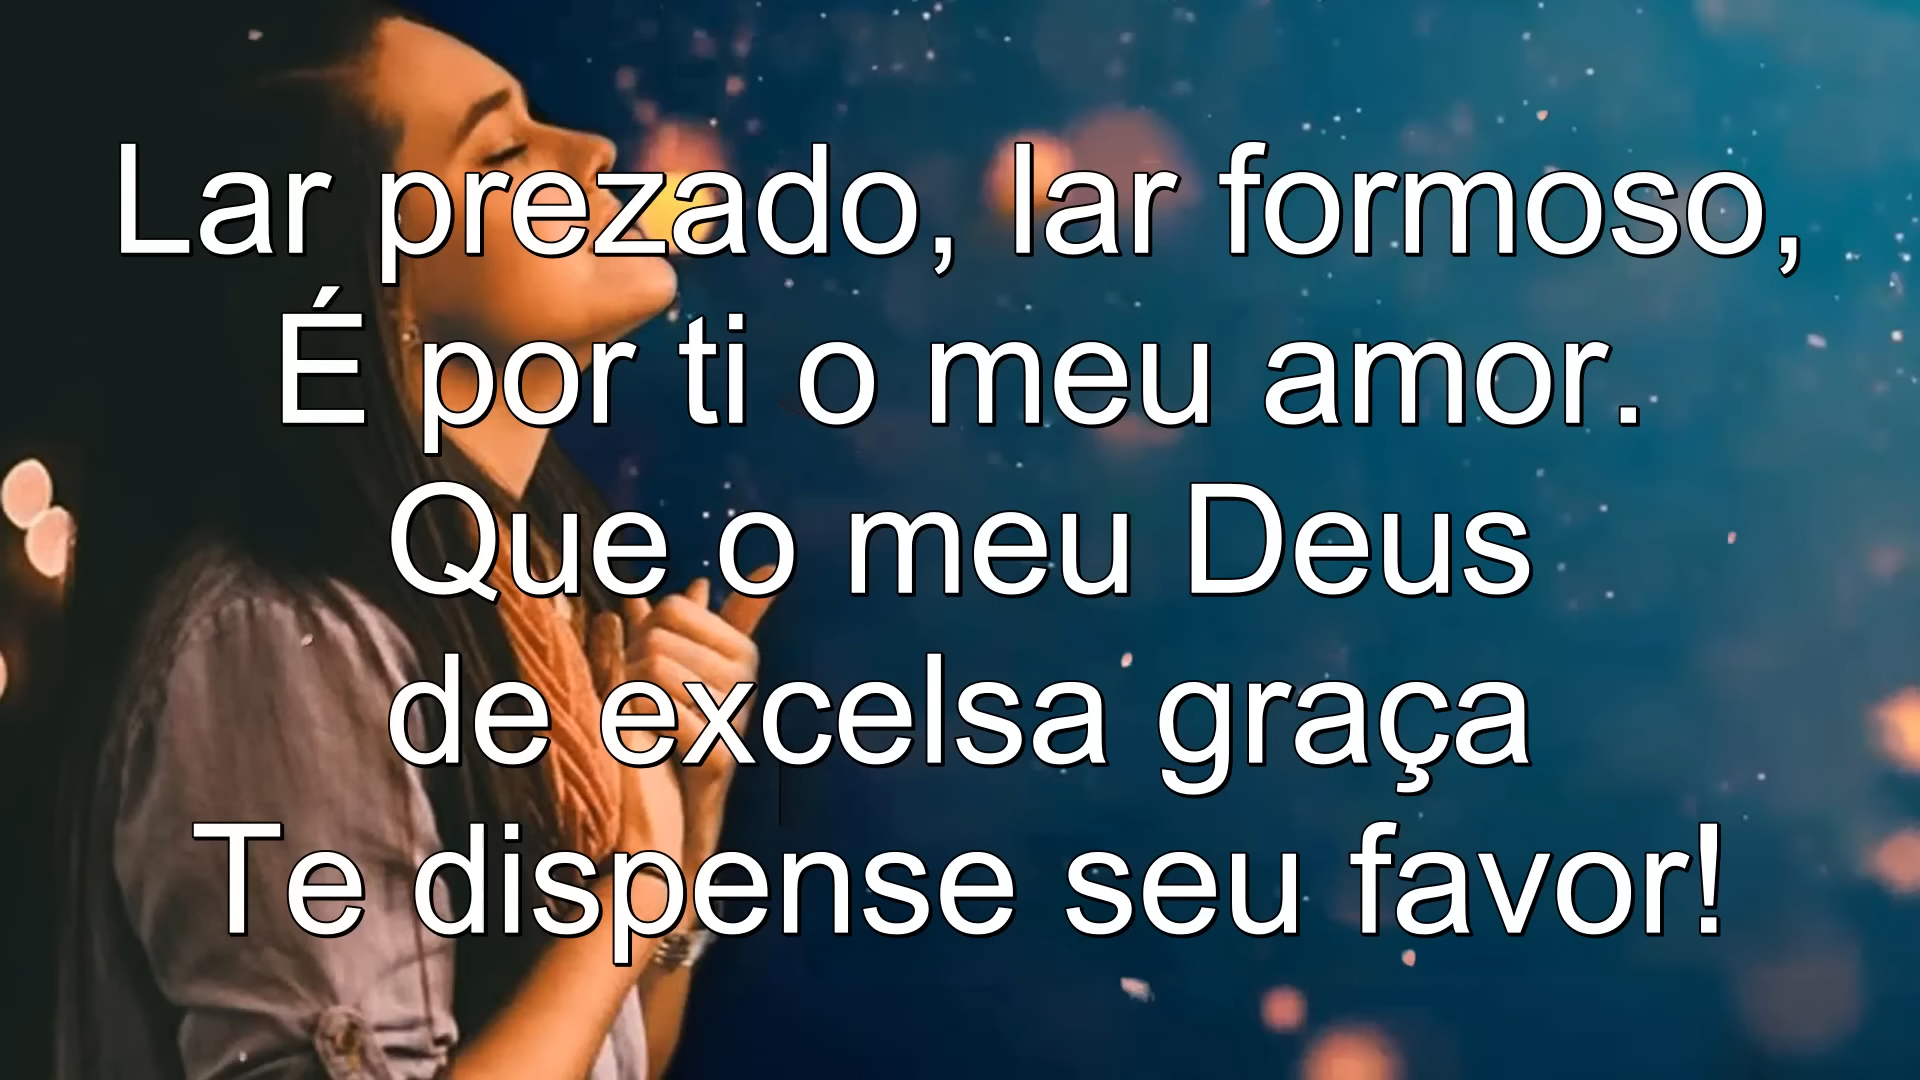 Lar prezado, lar formoso,
É por ti o meu amor.
Que o meu Deus
de excelsa graça
Te dispense seu favor!